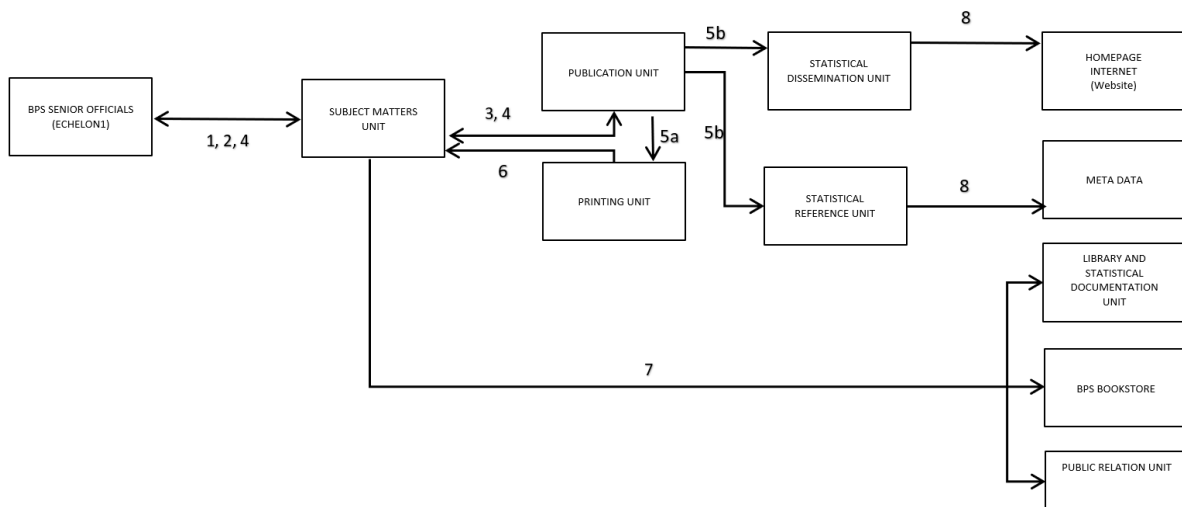 5b
8
PUBLICATION UNIT
STATISTICAL
DISSEMINATION UNIT
HOMEPAGE
INTERNET
(Website)
BPS SENIOR OFFICIALS
(ECHELON1)
1, 2, 4
SUBJECT MATTERS
UNIT
3, 4
5a
5b
6
PRINTING UNIT
STATISTICAL
REFERENCE UNIT
8
META DATA
LIBRARY AND
STATISTICAL
DOCUMENTATION
UNIT
7
BPS BOOKSTORE
PUBLIC RELATION UNIT